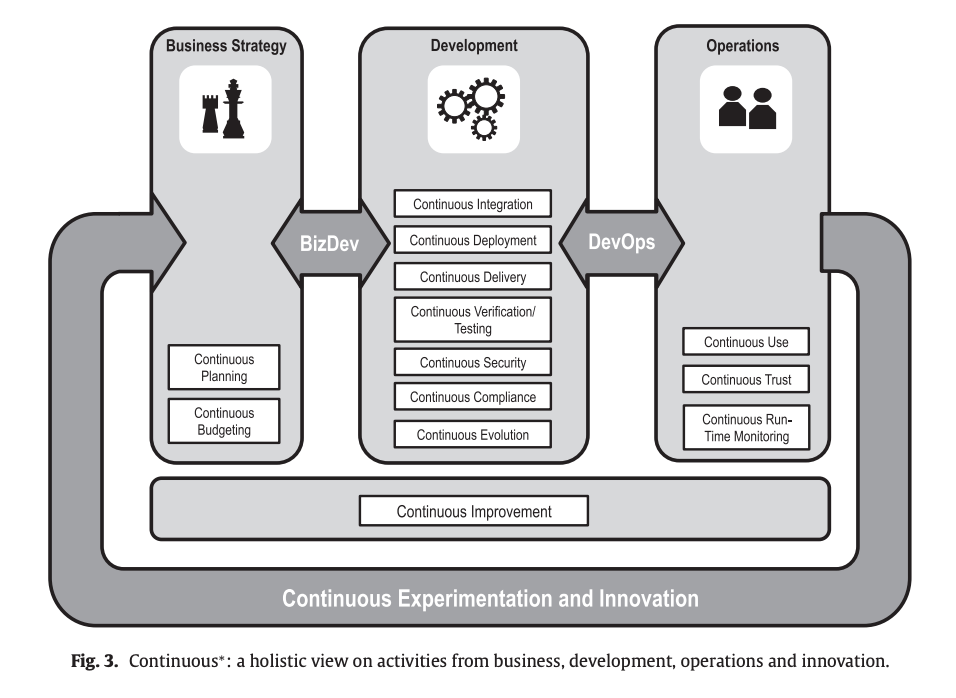 Business Strategy
Development
Operations
BizDev
DevOps
Continuous
Planning
Continuous
Budgeting
Continuous Integration
Continuous Deployment
Continuous Delivery
Continuous Verification/
Testing
Continuous Security
Continuous Compliance
Continuous Evolution
Continuous Use
Continuous Trust
Continuous Run-
Time Monitoring
Continuous Improvement
Continuous Experimentation and Innovation
Fig. 3. Continuous*: a holistic view on activities from business, development, operations and innovation.